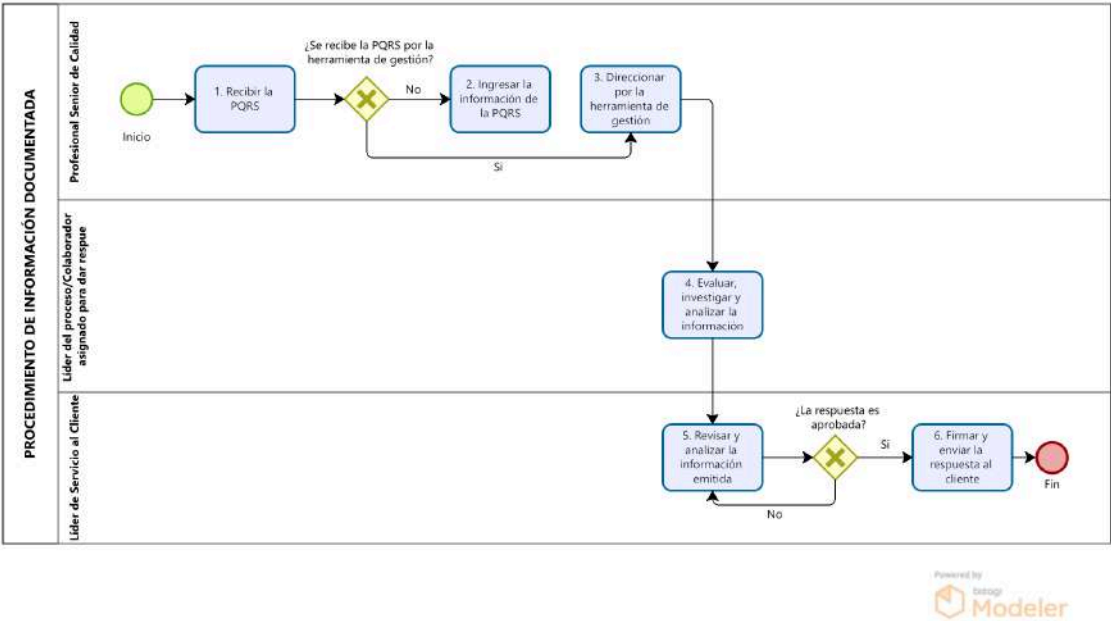 PROCEDIMIENTO DE INFORMACIÓN DOCUMENTADA
Profesional Senior de Calidad
Inicio
1. Recibir la
PQRS
¿Se recibe la PQRS por la
herramienta de gestión?
No
Si
2. Ingresar la
información de
la PQRS
3. Direccionar
por la
herramienta de
gestión
Líder del proceso/Colaborador
asignado para dar respue
4. Evaluar,
investigar y
analizar la
información
Líder de Servicio al Cliente
5. Revisar y
analizar la
información
emitida
¿La respuesta es
aprobada?
Si
No
6. Firmar y
enviar la
respuesta al
cliente
Fin
Powered by
bizagi
Modeler